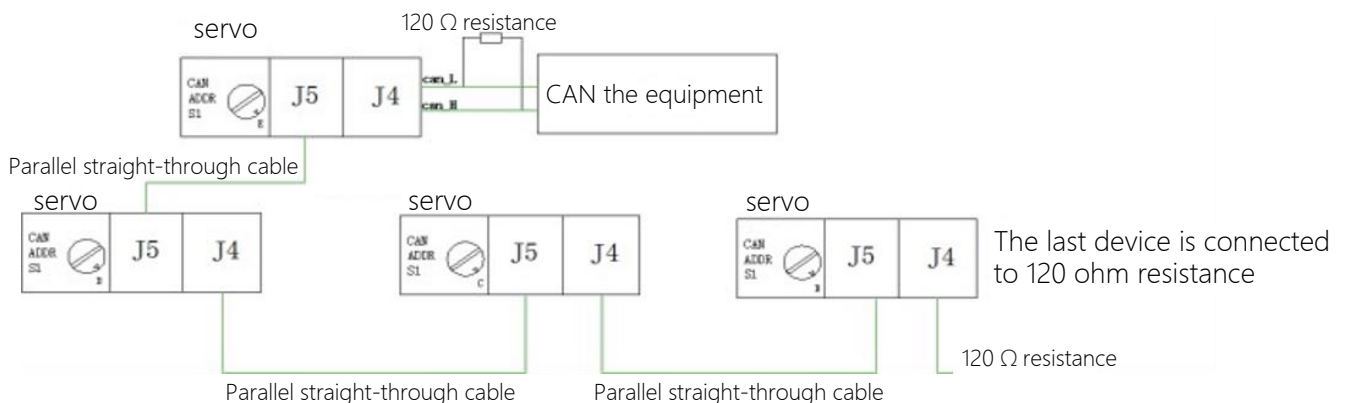 servo
120 Ω resistance
CAN
ADDR
S1
E
J5
J4
can_L
can_H
CAN the equipment
Parallel straight-through cable
servo
CAN
ADDR
S1
J5
J4
servo
CAN
ADDR
S1
C
J5
J4
servo
CAN
ADDR
S1
J5
J4
The last device is connected
to 120 ohm resistance
120 Ω resistance
Parallel straight-through cable
Parallel straight-through cable